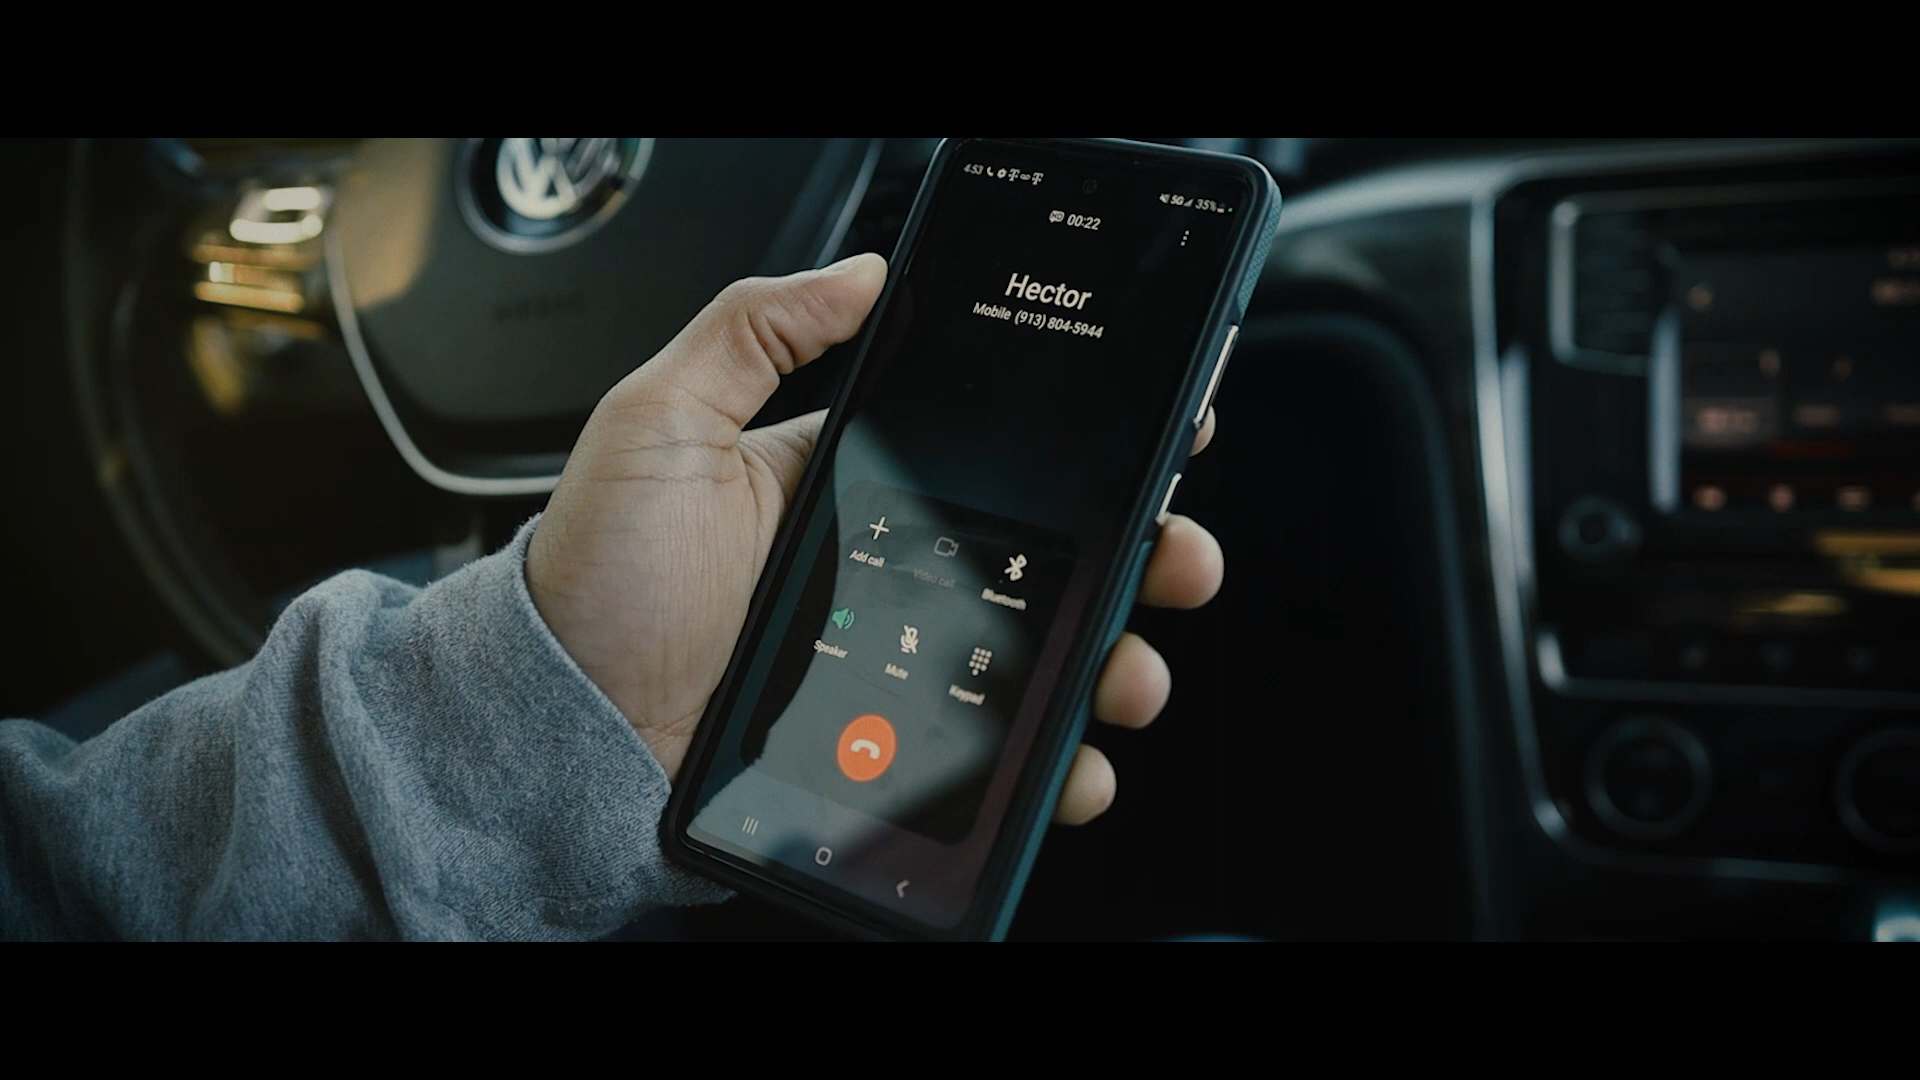 4:53
5G 35%
HD 00:22
Hector
Mobile (913) 804-5944
Add call
Video call
Bluetooth
Speaker
Mute
Keypad